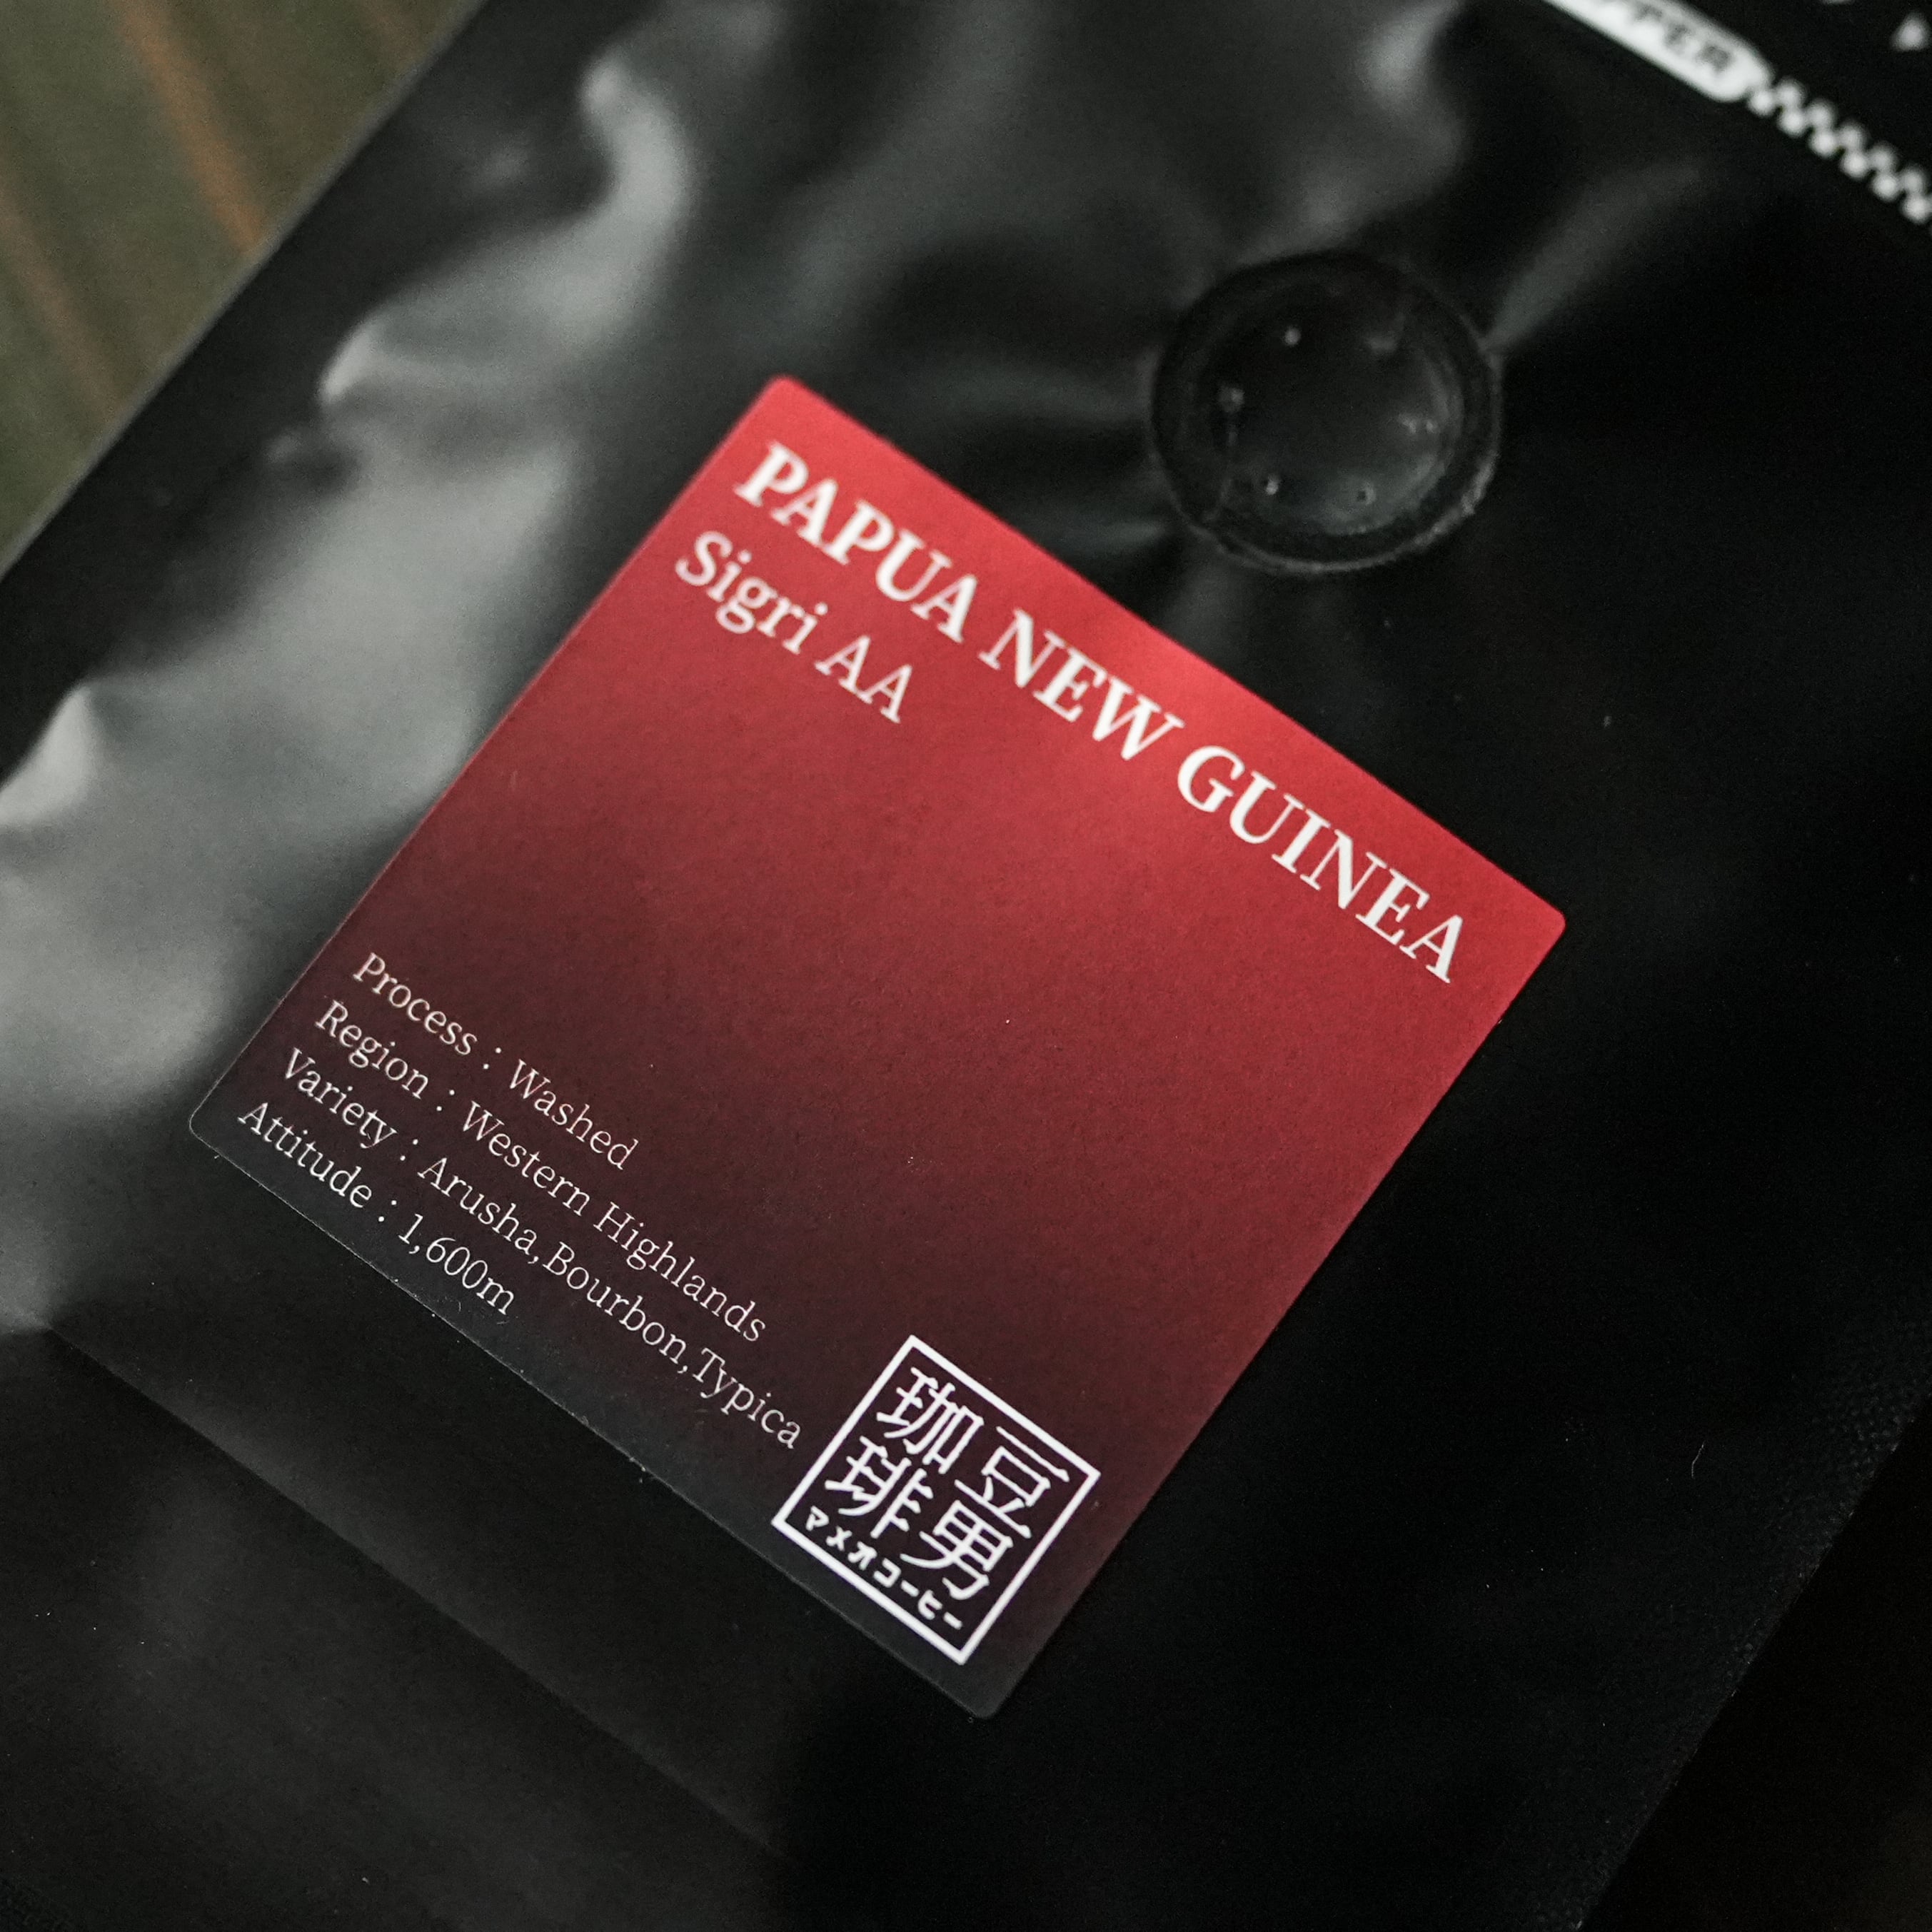 PAPUA NEW GUINEA
Sigri AA
Process : Washed
Region : Western Highlands
Variety : Arusha,Bourbon,Typica
Attitude : 1,600m
豆男
珈琲
マメオコーヒー